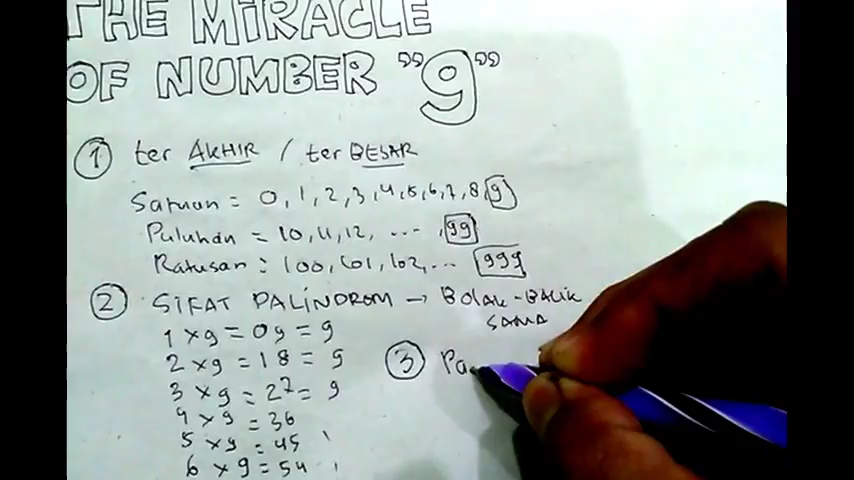 THE MIRACLE
OF NUMBER "9"
1 ter AKHIR / ter BESAR
Satuan = 0, 1, 2, 3, 4, 5, 6, 7, 8, 9
Puluhan = 10, 11, 12, ... , 99
Ratusan = 100, 101, 102, ... 999
2 SIFAT PALINDROM → BOLAK-BALIK
SAMA
1 x 9 = 09 = 9
2 x 9 = 18 = 9
3 x 9 = 27 = 9
4 x 9 = 36
5 x 9 = 45
6 x 9 = 54
3 Pa